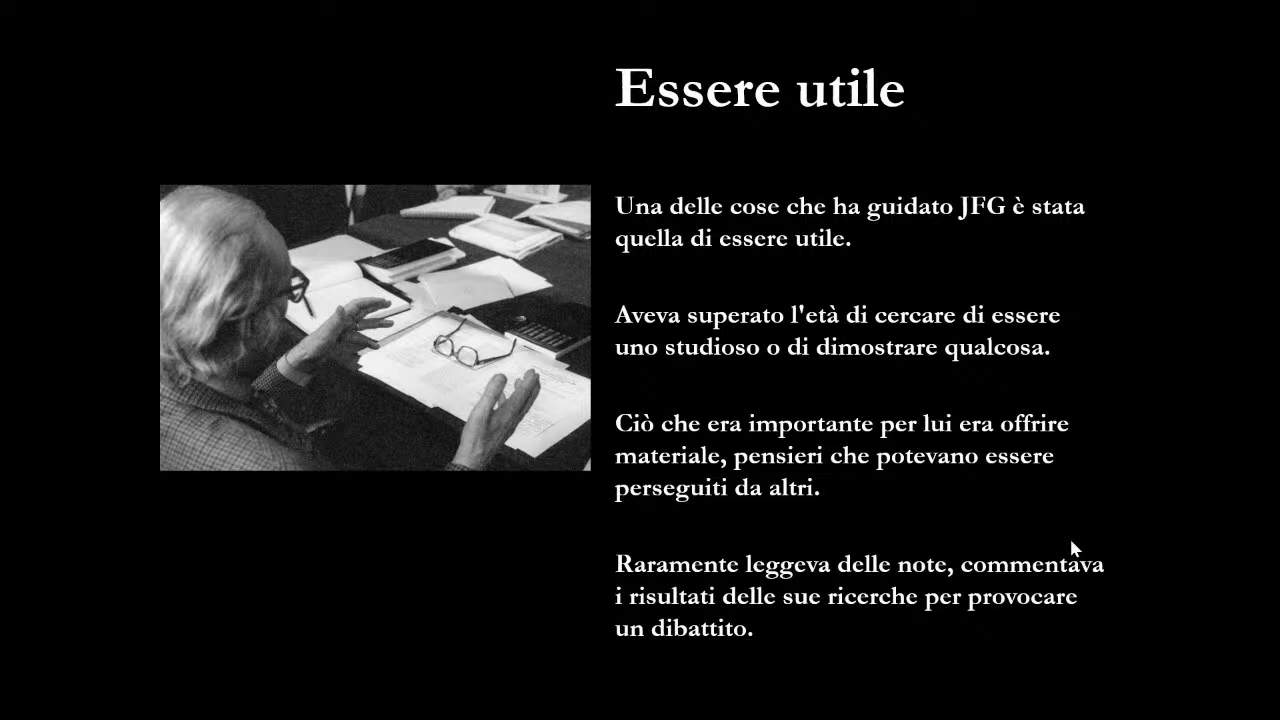 Essere utile
Una delle cose che ha guidato JFG è stata
quella di essere utile.
Aveva superato l'età di cercare di essere
uno studioso o di dimostrare qualcosa.
Ciò che era importante per lui era offrire
materiale, pensieri che potevano essere
perseguiti da altri.
Raramente leggeva delle note, commentava
i risultati delle sue ricerche per provocare
un dibattito.